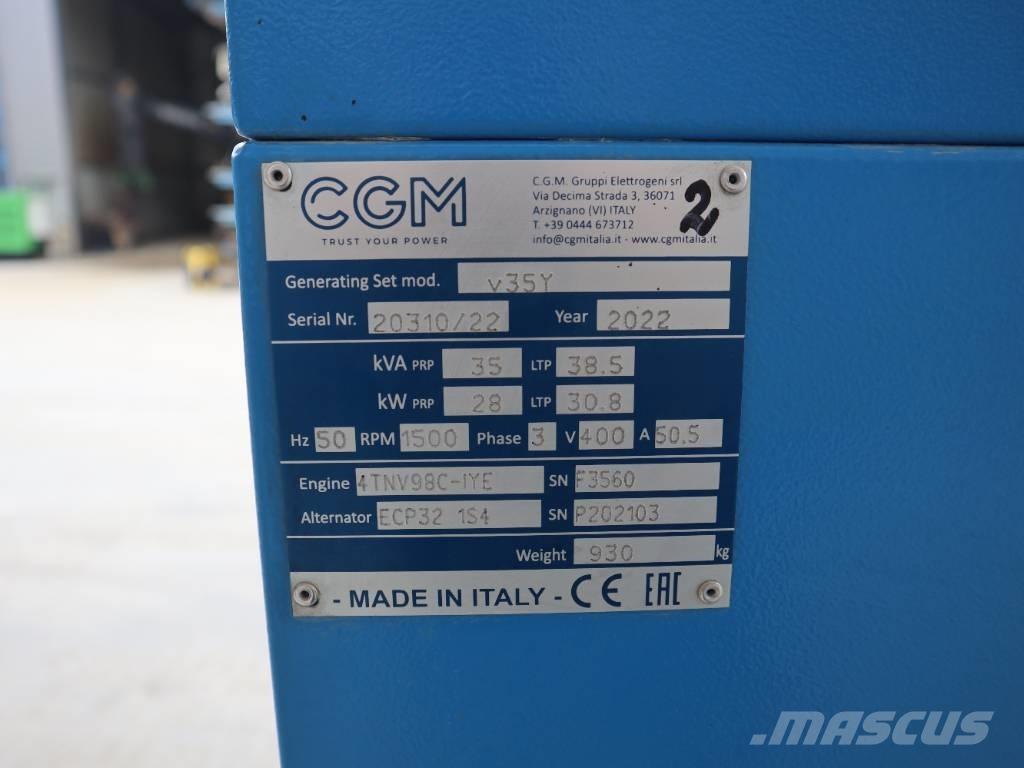 CGM
TRUST YOUR POWER
C.G.M. Gruppi Elettrogeni srl
Via Decima Strada 3, 36071
Arzignano (VI) ITALY
T. +39 0444 673712
info@cgmitalia.it - www.cgmitalia.it
2
Generating Set mod. v35Y
Serial Nr. 20310/22 Year 2022
kVA PRP 35 LTP 38.5
kW PRP 28 LTP 30.8
Hz 50 RPM 1500 Phase 3 V 400 A 50.5
Engine 4TNV98C-IYE SN F3560
Alternator ECP32 1S4 SN P202103
Weight 930 kg
- MADE IN ITALY - CE EAC
MASCUS